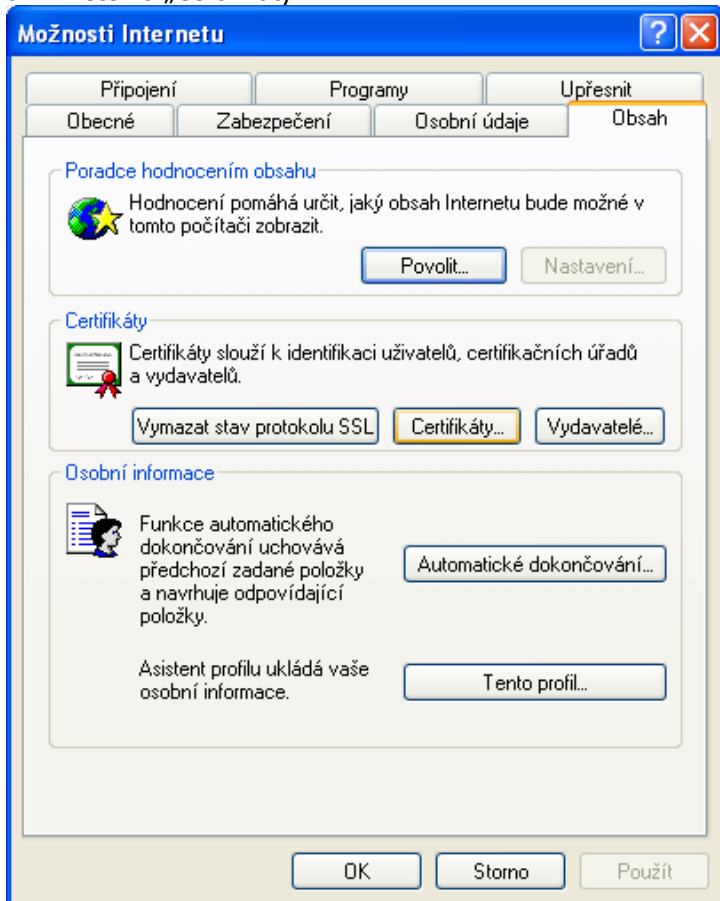 Možnosti Internetu
Připojení Programy Upřesnit
Obecné Zabezpečení Osobní údaje Obsah
Poradce hodnocením obsahu
Hodnocení pomáhá určit, jaký obsah Internetu bude možné v
tomto počítači zobrazit.
Povolit... Nastavení...
Certifikáty
Certifikáty slouží k identifikaci uživatelů, certifikačních úřadů
a vydavatelů.
Vymazat stav protokolu SSL Certifikáty... Vydavatelé...
Osobní informace
Funkce automatického
dokončování uchovává
předchozí zadané položky
a navrhuje odpovídající
položky.
Automatické dokončování...
Asistent profilu ukládá vaše
osobní informace.
Tento profil...
OK Storno Použít